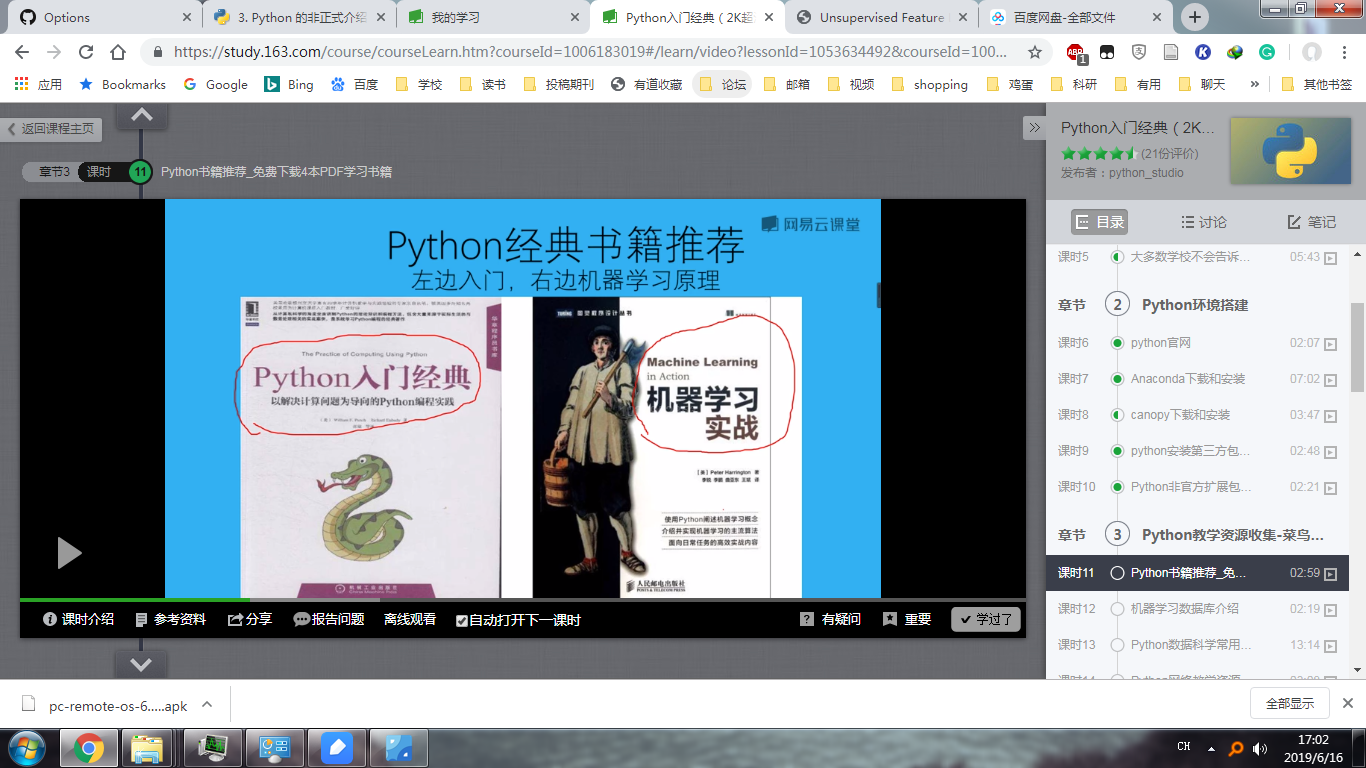 Options
3. Python 的非正式介绍
我的学习
Python入门经典（2K超
Unsupervised Feature
百度网盘-全部文件
https://study.163.com/course/courseLearn.htm?courseId=1006183019#/learn/video?lessonId=1053634492&courseId=100...
1
应用
Bookmarks
Google
Bing
百度
学校
读书
投稿期刊
有道收藏
论坛
邮箱
视频
shopping
鸡蛋
科研
有用
聊天
»
其他书签
返回课程主页
章节3 课时 11 Python书籍推荐_免费下载4本PDF学习书籍
网易云课堂
Python经典书籍推荐
左边入门，右边机器学习原理
The Practice of Computing Using Python
Python入门经典
以解决计算问题为导向的Python编程实践
Machine Learning
in Action
机器学习
实战
[美] Peter Harrington 著
使用Python阐述机器学习概念
介绍并实现机器学习的主流算法
面向日常任务的高效实战内容
人民邮电出版社
POSTS & TELECOM PRESS
机械工业出版社
China Machine Press
课时介绍
参考资料
分享
报告问题
离线观看
自动打开下一课时
有疑问
重要
学过了
Python入门经典（2K...
(21份评价)
发布者：python_studio
目录
讨论
笔记
课时5 大多数学校不会告诉... 05:43
章节 2 Python环境搭建
课时6 python官网 02:07
课时7 Anaconda下载和安装 07:02
课时8 canopy下载和安装 03:47
课时9 python安装第三方包... 02:48
课时10 Python非官方扩展包... 02:21
章节 3 Python教学资源收集-菜鸟...
课时11 Python书籍推荐_免... 02:59
课时12 机器学习数据库介绍 02:19
课时13 Python数据科学常用... 13:14
pc-remote-os-6.....apk
全部显示
CH
17:02
2019/6/16